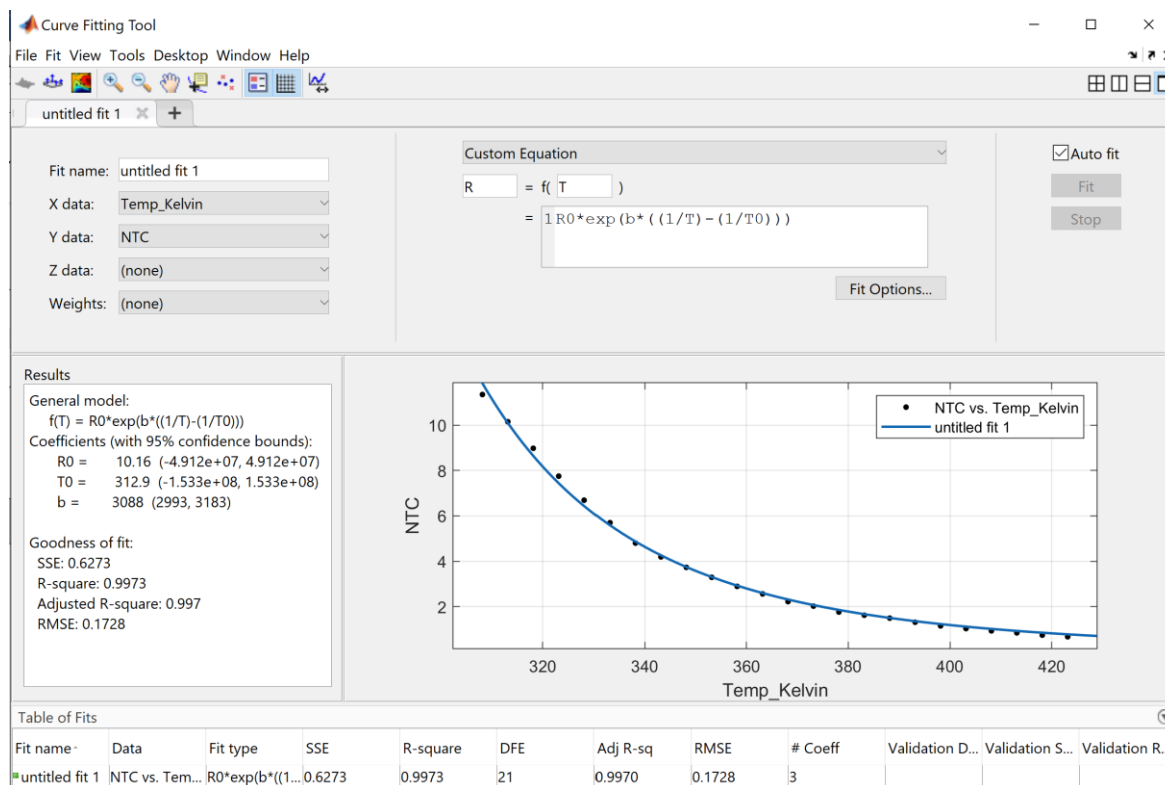 Curve Fitting Tool
File Fit View Tools Desktop Window Help
untitled fit 1
Fit name: untitled fit 1
X data: Temp_Kelvin
Y data: NTC
Z data: (none)
Weights: (none)
Custom Equation
R = f( T )
= 1 R0*exp(b*((1/T)-(1/T0)))
Fit Options...
Auto fit
Fit
Stop
Results
General model:
f(T) = R0*exp(b*((1/T)-(1/T0)))
Coefficients (with 95% confidence bounds):
R0 = 10.16 (-4.912e+07, 4.912e+07)
T0 = 312.9 (-1.533e+08, 1.533e+08)
b = 3088 (2993, 3183)
Goodness of fit:
SSE: 0.6273
R-square: 0.9973
Adjusted R-square: 0.997
RMSE: 0.1728
NTC vs. Temp_Kelvin
untitled fit 1
10
8
6
4
2
NTC
320 340 360 380 400 420
Temp_Kelvin
Table of Fits
Fit name Data Fit type SSE R-square DFE Adj R-sq RMSE # Coeff Validation D... Validation S... Validation R...
untitled fit 1 NTC vs. Tem... R0*exp(b*((1... 0.6273 0.9973 21 0.9970 0.1728 3